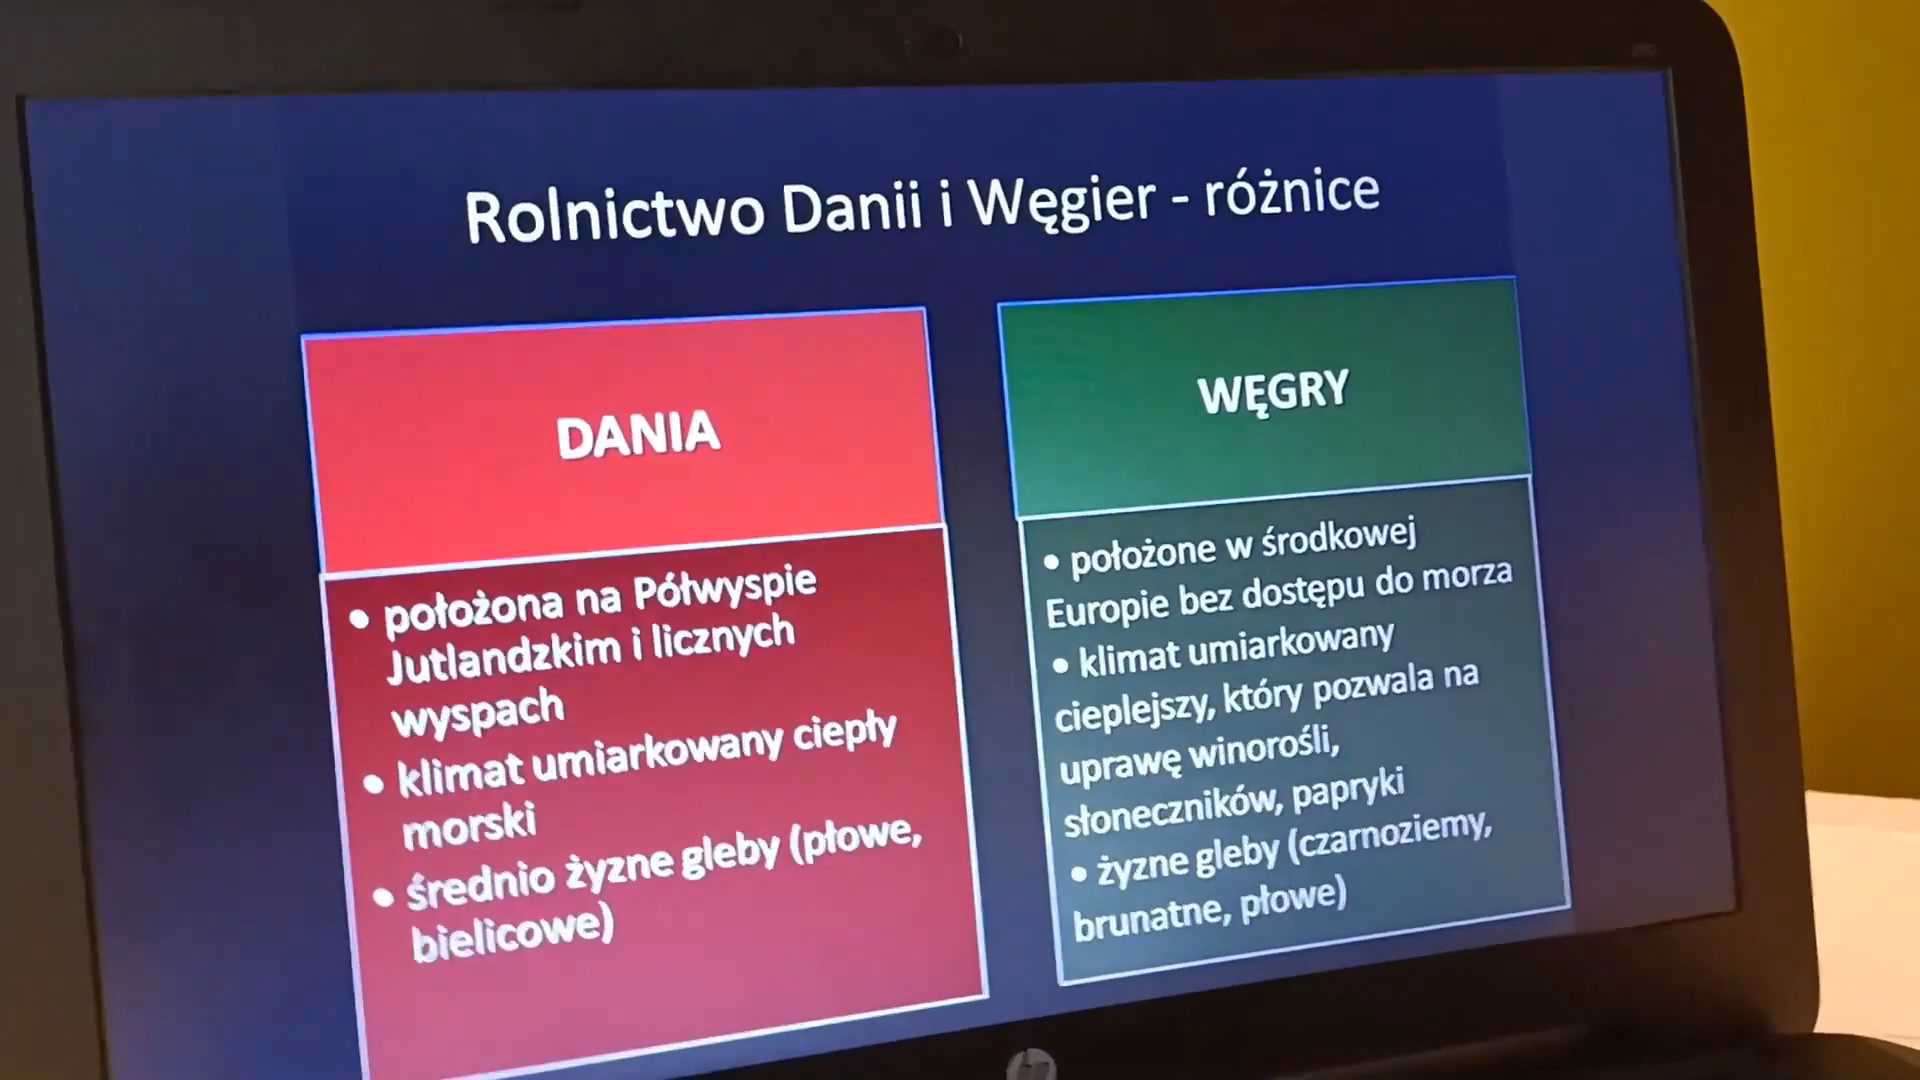 Rolnictwo Danii i Węgier - różnice
DANIA
• położona na Półwyspie
Jutlandzkim i licznych
wyspach
• klimat umiarkowany ciepły
morski
• średnio żyzne gleby (płowe,
bielicowe)
WĘGRY
• położone w środkowej
Europie bez dostępu do morza
• klimat umiarkowany
cieplejszy, który pozwala na
uprawę winorośli,
słoneczników, papryki
• żyzne gleby (czarnoziemy,
brunatne, płowe)
hp